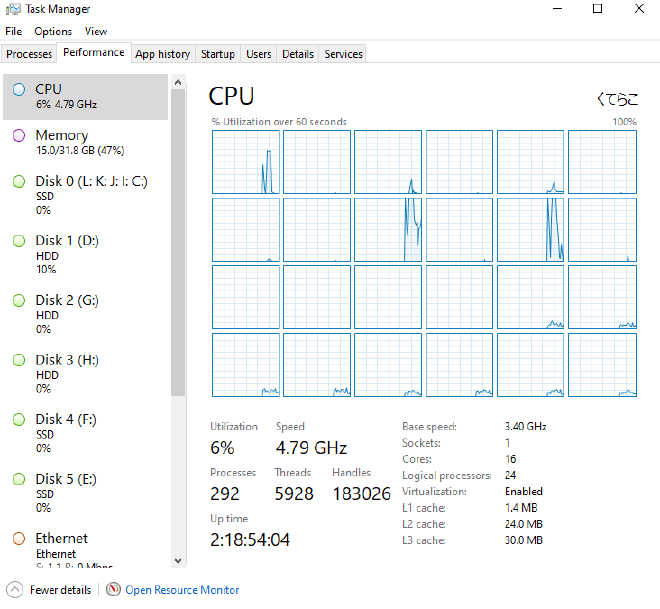 Task Manager
File Options View
Processes Performance App history Startup Users Details Services
CPU
6% 4.79 GHz
Memory
15.0/31.8 GB (47%)
Disk 0 (L: K: J: I: C:)
SSD
0%
Disk 1 (D:)
HDD
10%
Disk 2 (G:)
HDD
0%
Disk 3 (H:)
HDD
0%
Disk 4 (F:)
SSD
0%
Disk 5 (E:)
SSD
0%
Ethernet
Ethernet
CPU
くてらこ
% Utilization over 60 seconds 100%
Utilization Speed
6% 4.79 GHz
Processes Threads Handles
292 5928 183026
Up time
2:18:54:04
Base speed: 3.40 GHz
Sockets: 1
Cores: 16
Logical processors: 24
Virtualization: Enabled
L1 cache: 1.4 MB
L2 cache: 24.0 MB
L3 cache: 30.0 MB
Fewer details Open Resource Monitor